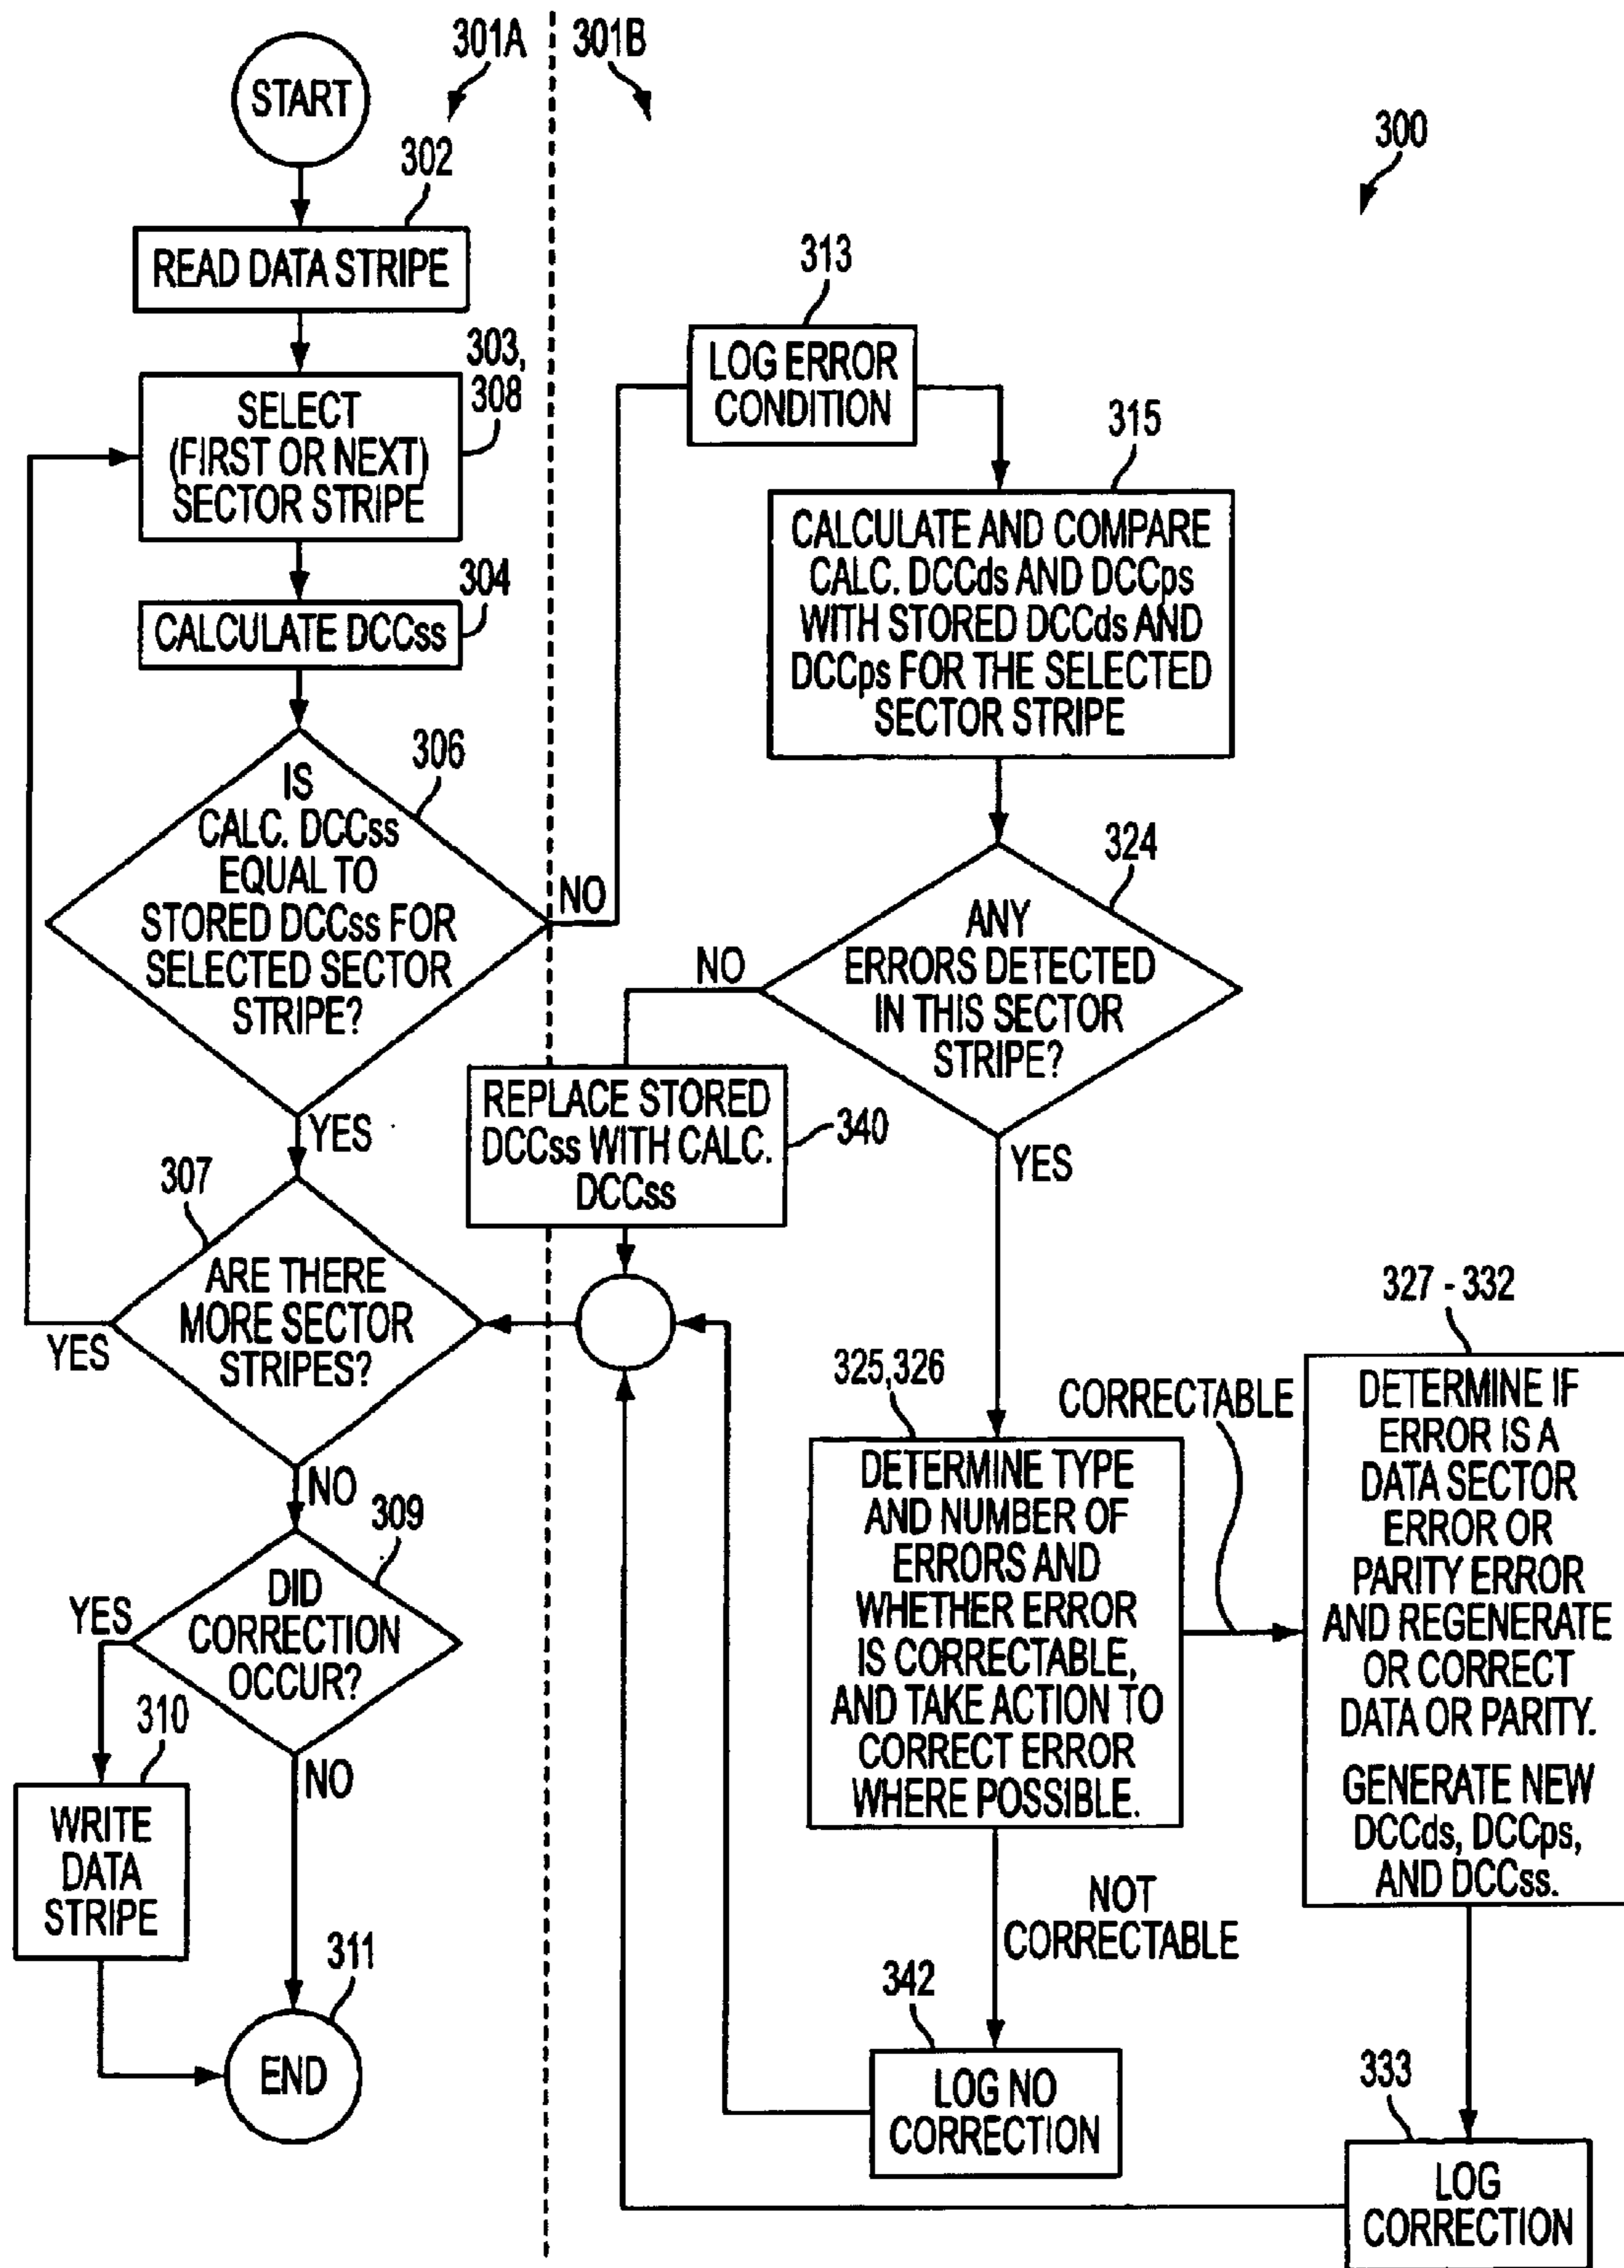 301A
301B
START
300
302
READ DATA STRIPE
303,
308
SELECT
(FIRST OR NEXT)
SECTOR STRIPE
304
CALCULATE DCCss
306
IS
CALC. DCCss
EQUAL TO
STORED DCCss FOR
SELECTED SECTOR
STRIPE?
NO
YES
307
ARE THERE
MORE SECTOR
STRIPES?
YES
NO
309
DID
CORRECTION
OCCUR?
YES
NO
310
WRITE
DATA
STRIPE
311
END
313
LOG ERROR
CONDITION
315
CALCULATE AND COMPARE
CALC. DCCds AND DCCps
WITH STORED DCCds AND
DCCps FOR THE SELECTED
SECTOR STRIPE
324
ANY
ERRORS DETECTED
IN THIS SECTOR
STRIPE?
NO
YES
REPLACE STORED
DCCss WITH CALC.
DCCss
340
325,326
DETERMINE TYPE
AND NUMBER OF
ERRORS AND
WHETHER ERROR
IS CORRECTABLE,
AND TAKE ACTION TO
CORRECT ERROR
WHERE POSSIBLE.
CORRECTABLE
NOT
CORRECTABLE
327 - 332
DETERMINE IF
ERROR IS A
DATA SECTOR
ERROR OR
PARITY ERROR
AND REGENERATE
OR CORRECT
DATA OR PARITY.
GENERATE NEW
DCCds, DCCps,
AND DCCss.
342
LOG NO
CORRECTION
333
LOG
CORRECTION